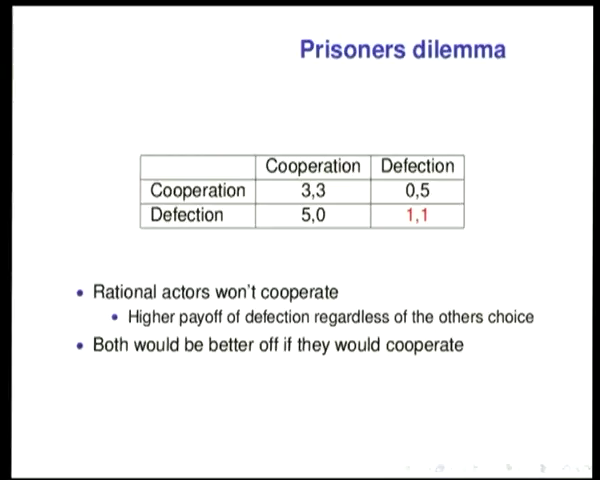 Prisoners dilemma
Cooperation Defection
Cooperation 3,3 0,5
Defection 5,0 1,1
• Rational actors won't cooperate
• Higher payoff of defection regardless of the others choice
• Both would be better off if they would cooperate